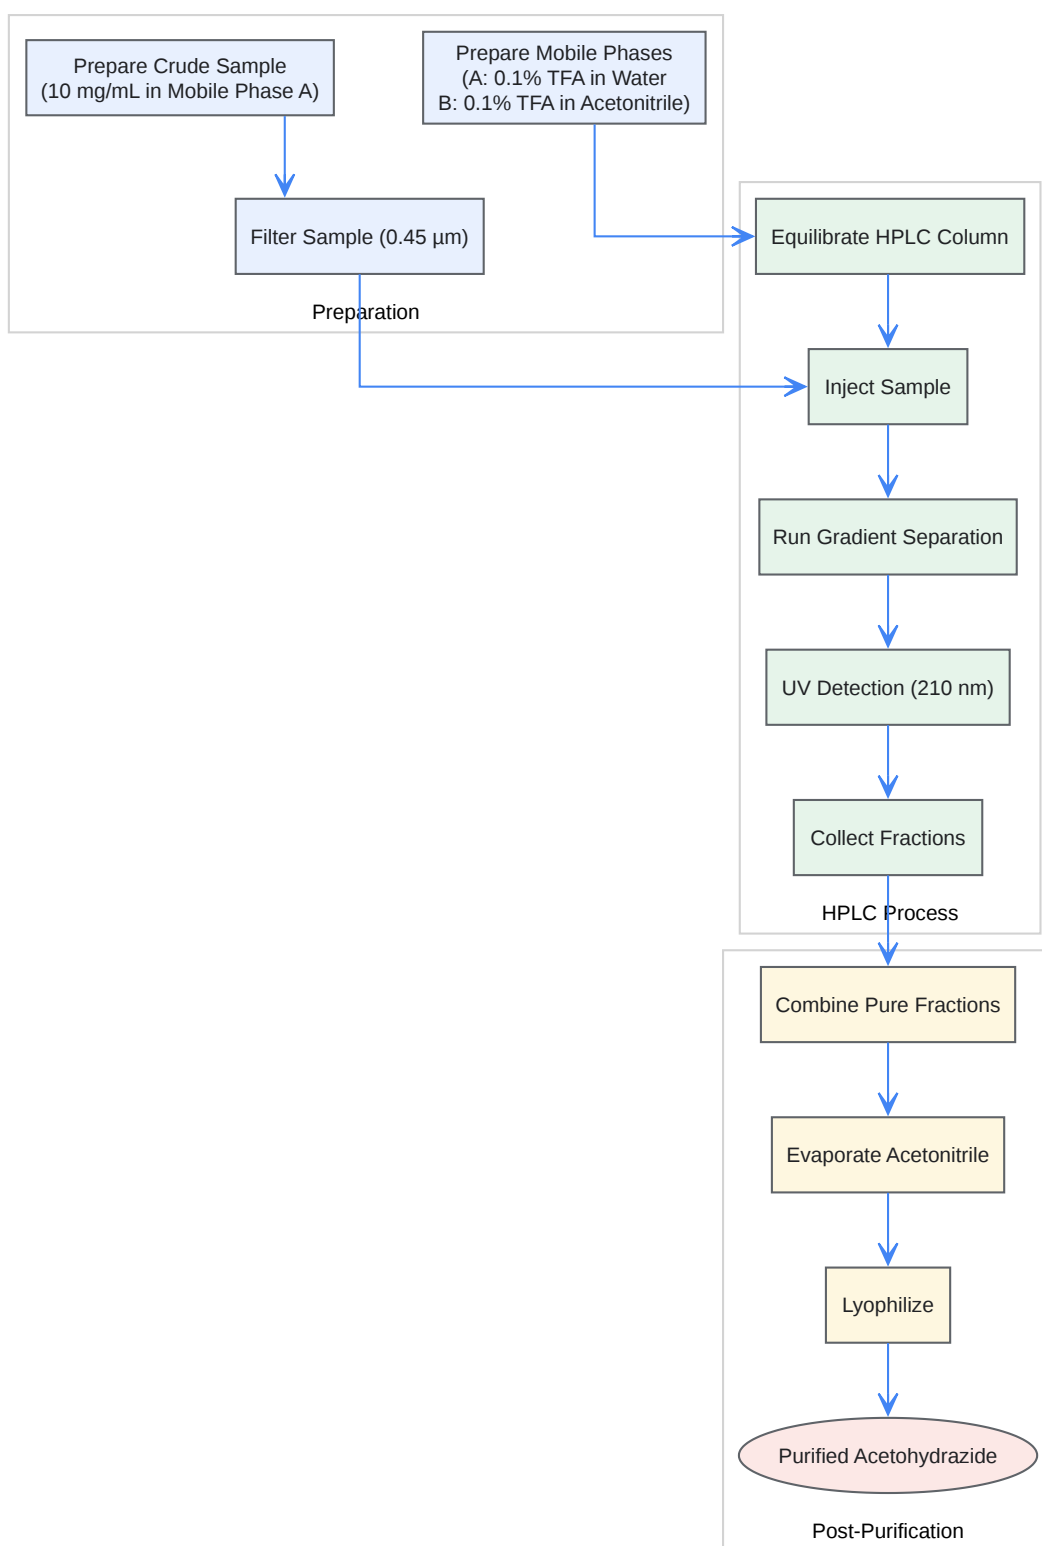 Prepare Crude Sample
(10 mg/mL in Mobile Phase A)
Prepare Mobile Phases
(A: 0.1% TFA in Water
B: 0.1% TFA in Acetonitrile)
Filter Sample (0.45 µm)
Preparation
Equilibrate HPLC Column
Inject Sample
Run Gradient Separation
UV Detection (210 nm)
Collect Fractions
HPLC Process
Combine Pure Fractions
Evaporate Acetonitrile
Lyophilize
Purified Acetohydrazide
Post-Purification